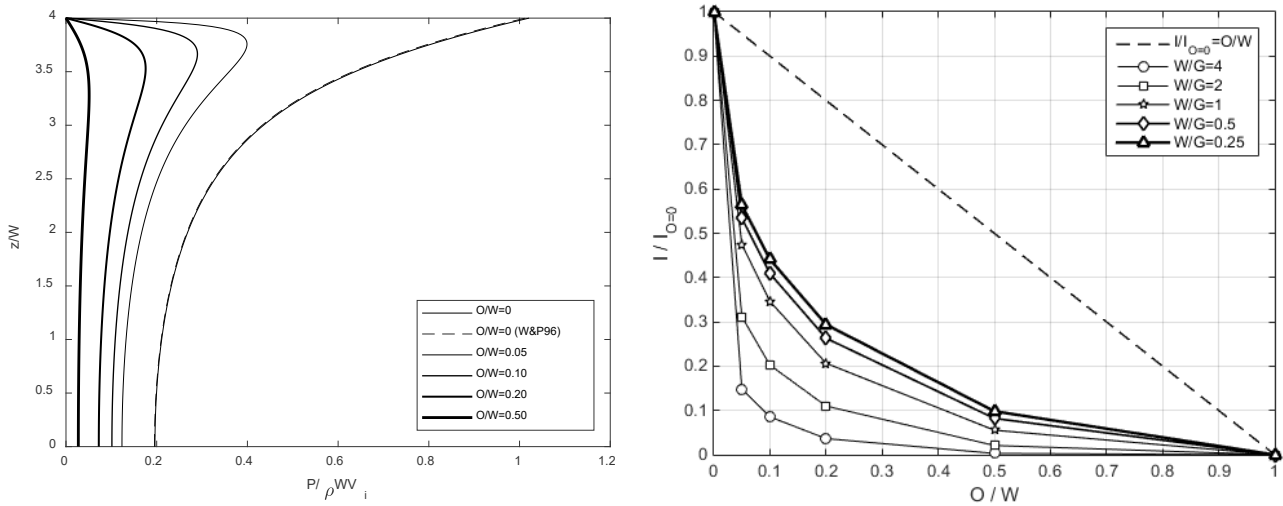 4
3.5
3
2.5
2
1.5
1
0.5
0
z/W
0
0.2
0.4
0.6
0.8
1
1.2
P/ ρWV i
O/W=0
O/W=0 (W&P96)
O/W=0.05
O/W=0.10
O/W=0.20
O/W=0.50
1
0.9
0.8
0.7
0.6
0.5
0.4
0.3
0.2
0.1
0
I / I O=0
0
0.1
0.2
0.3
0.4
0.5
0.6
0.7
0.8
0.9
1
O / W
I/I O=0 =O/W
W/G=4
W/G=2
W/G=1
W/G=0.5
W/G=0.25